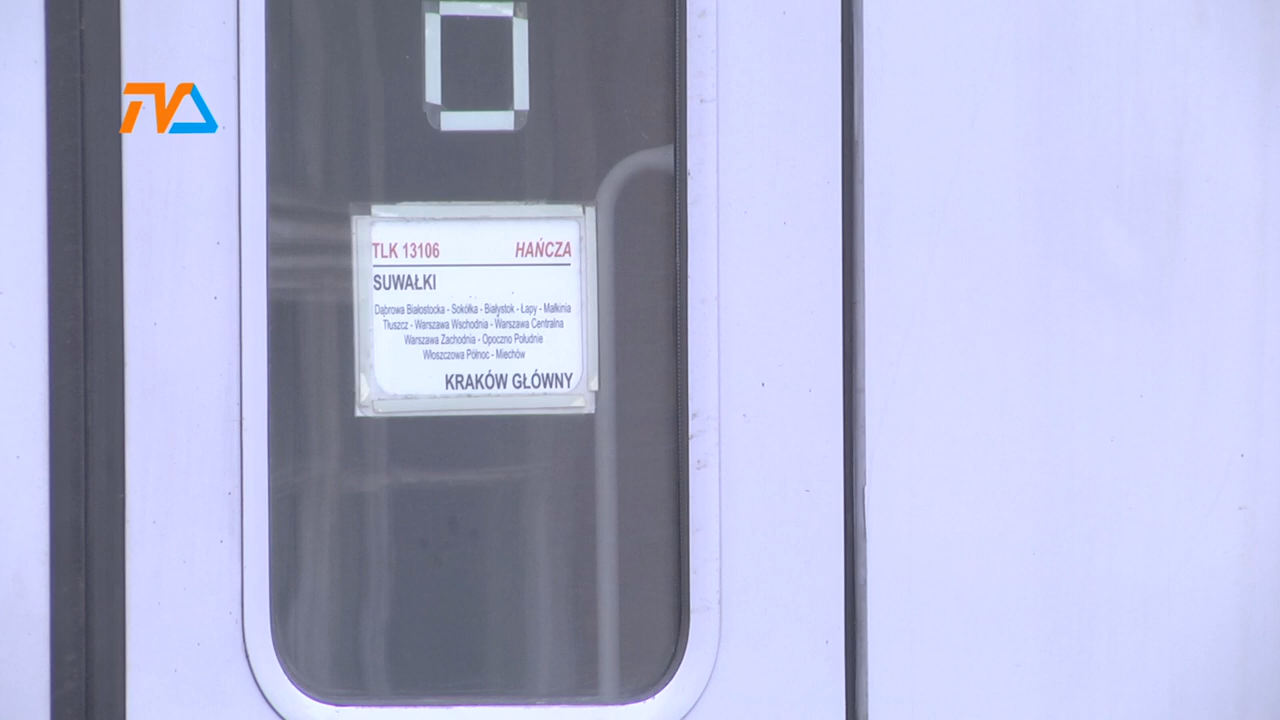 TVA
TLK 13106 HAŃCZA
SUWAŁKI
Dąbrowa Białostocka - Sokółka - Białystok - Łapy - Małkinia
Tłuszcz - Warszawa Wschodnia - Warszawa Centralna
Warszawa Zachodnia - Opoczno Południe
Włoszczowa Północ - Miechów
KRAKÓW GŁÓWNY